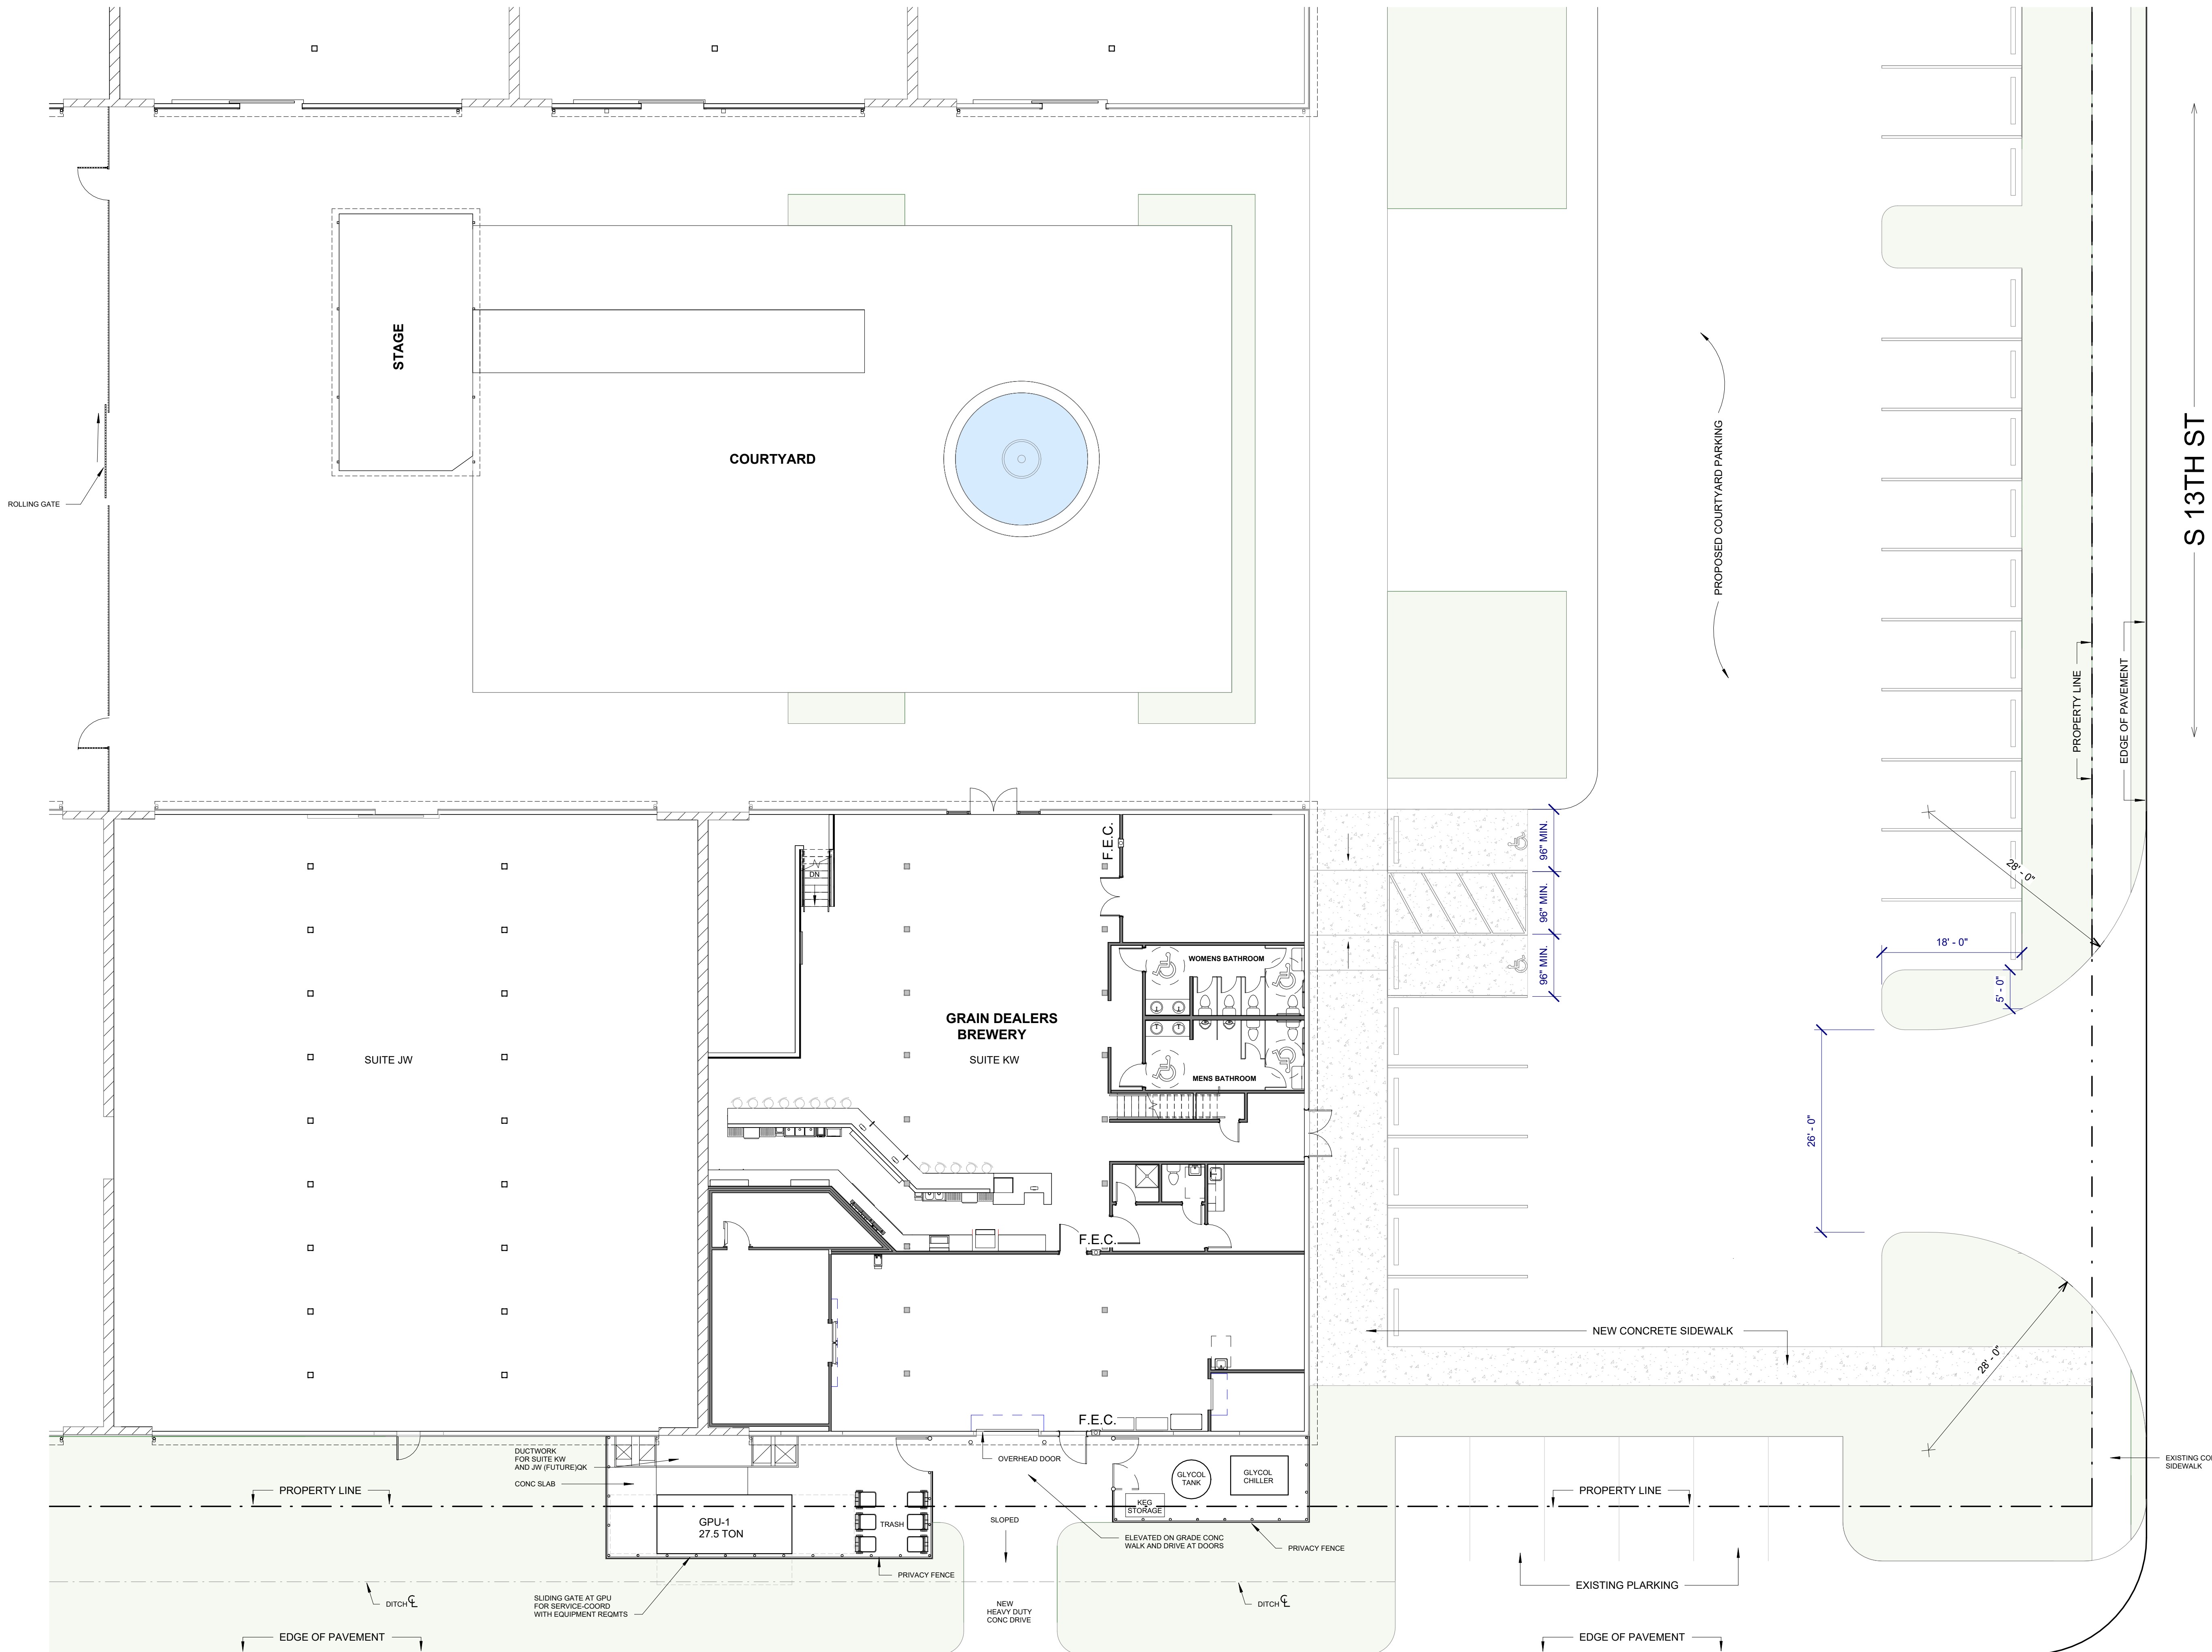 STAGE
COURTYARD
ROLLING GATE
PROPOSED COURTYARD PARKING
S 13TH ST
PROPERTY LINE
EDGE OF PAVEMENT
F.E.C.
DN
96" MIN.
96" MIN.
96" MIN.
28' - 0"
18' - 0"
5' - 0"
WOMENS BATHROOM
GRAIN DEALERS
BREWERY
SUITE KW
SUITE JW
MENS BATHROOM
26' - 0"
F.E.C.
NEW CONCRETE SIDEWALK
28' - 0"
F.E.C.
DUCTWORK
FOR SUITE KW
AND JW (FUTURE)QK
CONC SLAB
OVERHEAD DOOR
GLYCOL
TANK
GLYCOL
CHILLER
KEG
STORAGE
EXISTING CO
SIDEWALK
PROPERTY LINE
PROPERTY LINE
GPU-1
27.5 TON
TRASH
SLOPED
ELEVATED ON GRADE CONC
WALK AND DRIVE AT DOORS
PRIVACY FENCE
PRIVACY FENCE
EXISTING PLARKING
SLIDING GATE AT GPU
FOR SERVICE-COORD
WITH EQUIPMENT REQMTS
DITCH ℄
DITCH ℄
NEW
HEAVY DUTY
CONC DRIVE
EDGE OF PAVEMENT
EDGE OF PAVEMENT